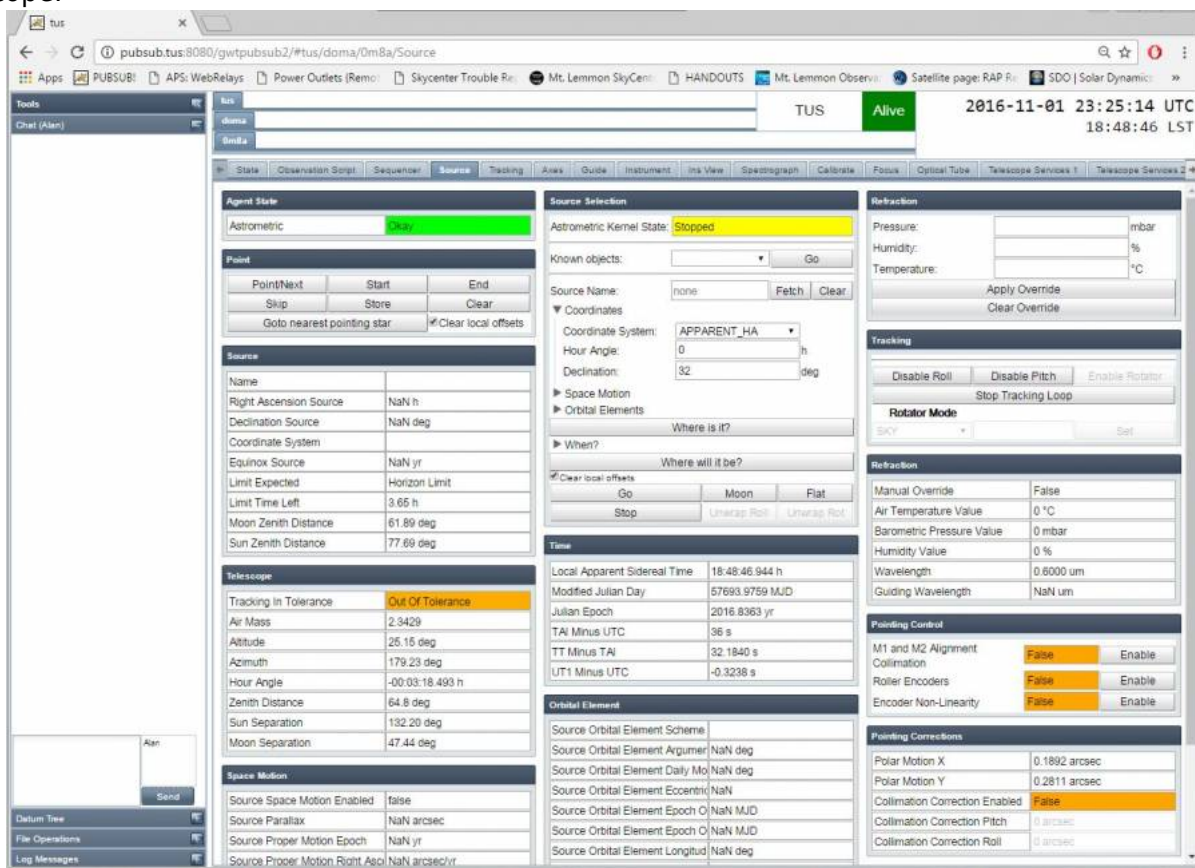 tus
pubsub.tus:8080/gwtpubsub2/#tus/doma/0m8a/Source
Apps PUBSUB! APS: WebRelays Power Outlets (Remo Skycenter Trouble Re Mt. Lemmon SkyCent HANDOUTS Mt. Lemmon Observa Satellite page: RAP R SDO | Solar Dynamic »
Tools
Chat (Alan)
tus
doma
0m8a
TUS
Alive
2016-11-01 23:25:14 UTC
18:48:46 LST
State Observation Script Sequencer Source Tracking Axes Guide Instrument Ins View Spectrograph Calibrate Focus Optical Tube Telescope Services 1 Telescope Services 2
Agent State
Astrometric Okay
Point
Point/Next Start End
Skip Store Clear
Goto nearest pointing star Clear local offsets
Source
Name
Right Ascension Source NaN h
Declination Source NaN deg
Coordinate System
Equinox Source NaN yr
Limit Expected Horizon Limit
Limit Time Left 3.65 h
Moon Zenith Distance 61.89 deg
Sun Zenith Distance 77.69 deg
Telescope
Tracking In Tolerance Out Of Tolerance
Air Mass 2.3429
Altitude 25.15 deg
Azimuth 179.23 deg
Hour Angle -00:03:18.493 h
Zenith Distance 64.8 deg
Sun Separation 132.20 deg
Moon Separation 47.44 deg
Space Motion
Source Space Motion Enabled false
Source Parallax NaN arcsec
Source Proper Motion Epoch NaN yr
Source Proper Motion Right Asci NaN arcsec/yr
Source Selection
Astrometric Kernel State: Stopped
Known objects: Go
Source Name: none Fetch Clear
Coordinates
Coordinate System: APPARENT_HA
Hour Angle: 0 h
Declination: 32 deg
Space Motion
Orbital Elements
Where is it?
When?
Where will it be?
Clear local offsets
Go Moon Flat
Stop Unwrap Roll Unwrap Rot
Time
Local Apparent Sidereal Time 18:48:46.944 h
Modified Julian Day 57693.9759 MJD
Julian Epoch 2016.8363 yr
TAI Minus UTC 36 s
TT Minus TAI 32.1840 s
UT1 Minus UTC -0.3238 s
Orbital Element
Source Orbital Element Scheme
Source Orbital Element Argumer NaN deg
Source Orbital Element Daily Mo NaN deg
Source Orbital Element Eccentric NaN
Source Orbital Element Epoch O NaN MJD
Source Orbital Element Epoch O NaN MJD
Source Orbital Element Longitud NaN deg
Refraction
Pressure: mbar
Humidity: %
Temperature: °C
Apply Override
Clear Override
Tracking
Disable Roll Disable Pitch Enable Rotator
Stop Tracking Loop
Rotator Mode
SKY Set
Refraction
Manual Override False
Air Temperature Value 0 °C
Barometric Pressure Value 0 mbar
Humidity Value 0 %
Wavelength 0.6000 um
Guiding Wavelength NaN um
Pointing Control
M1 and M2 Alignment
Collimation False Enable
Roller Encoders False Enable
Encoder Non-Linearity False Enable
Pointing Corrections
Polar Motion X 0.1892 arcsec
Polar Motion Y 0.2811 arcsec
Collimation Correction Enabled False
Collimation Correction Pitch 0 arcsec
Collimation Correction Roll 0 arcsec
Alan
Send
Datum Tree
File Operations
Log Messages